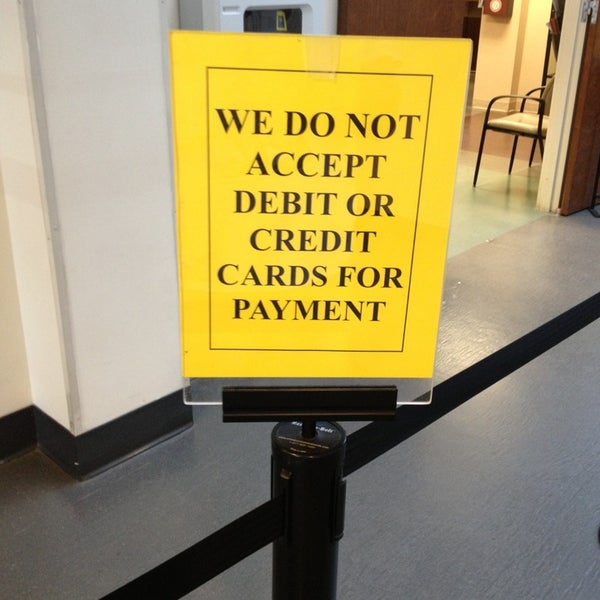 WE DO NOT
ACCEPT
DEBIT OR
CREDIT
CARDS FOR
PAYMENT